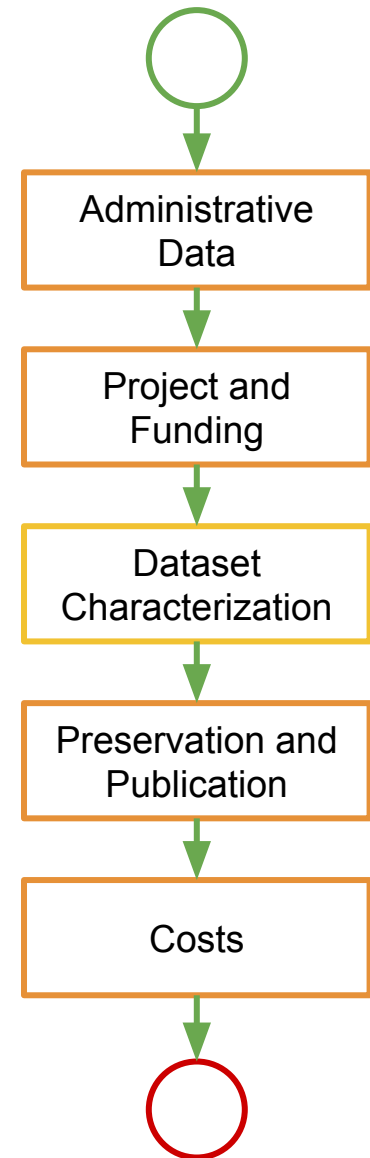 Administrative
Data
Project and
Funding
Dataset
Characterization
Preservation and
Publication
Costs